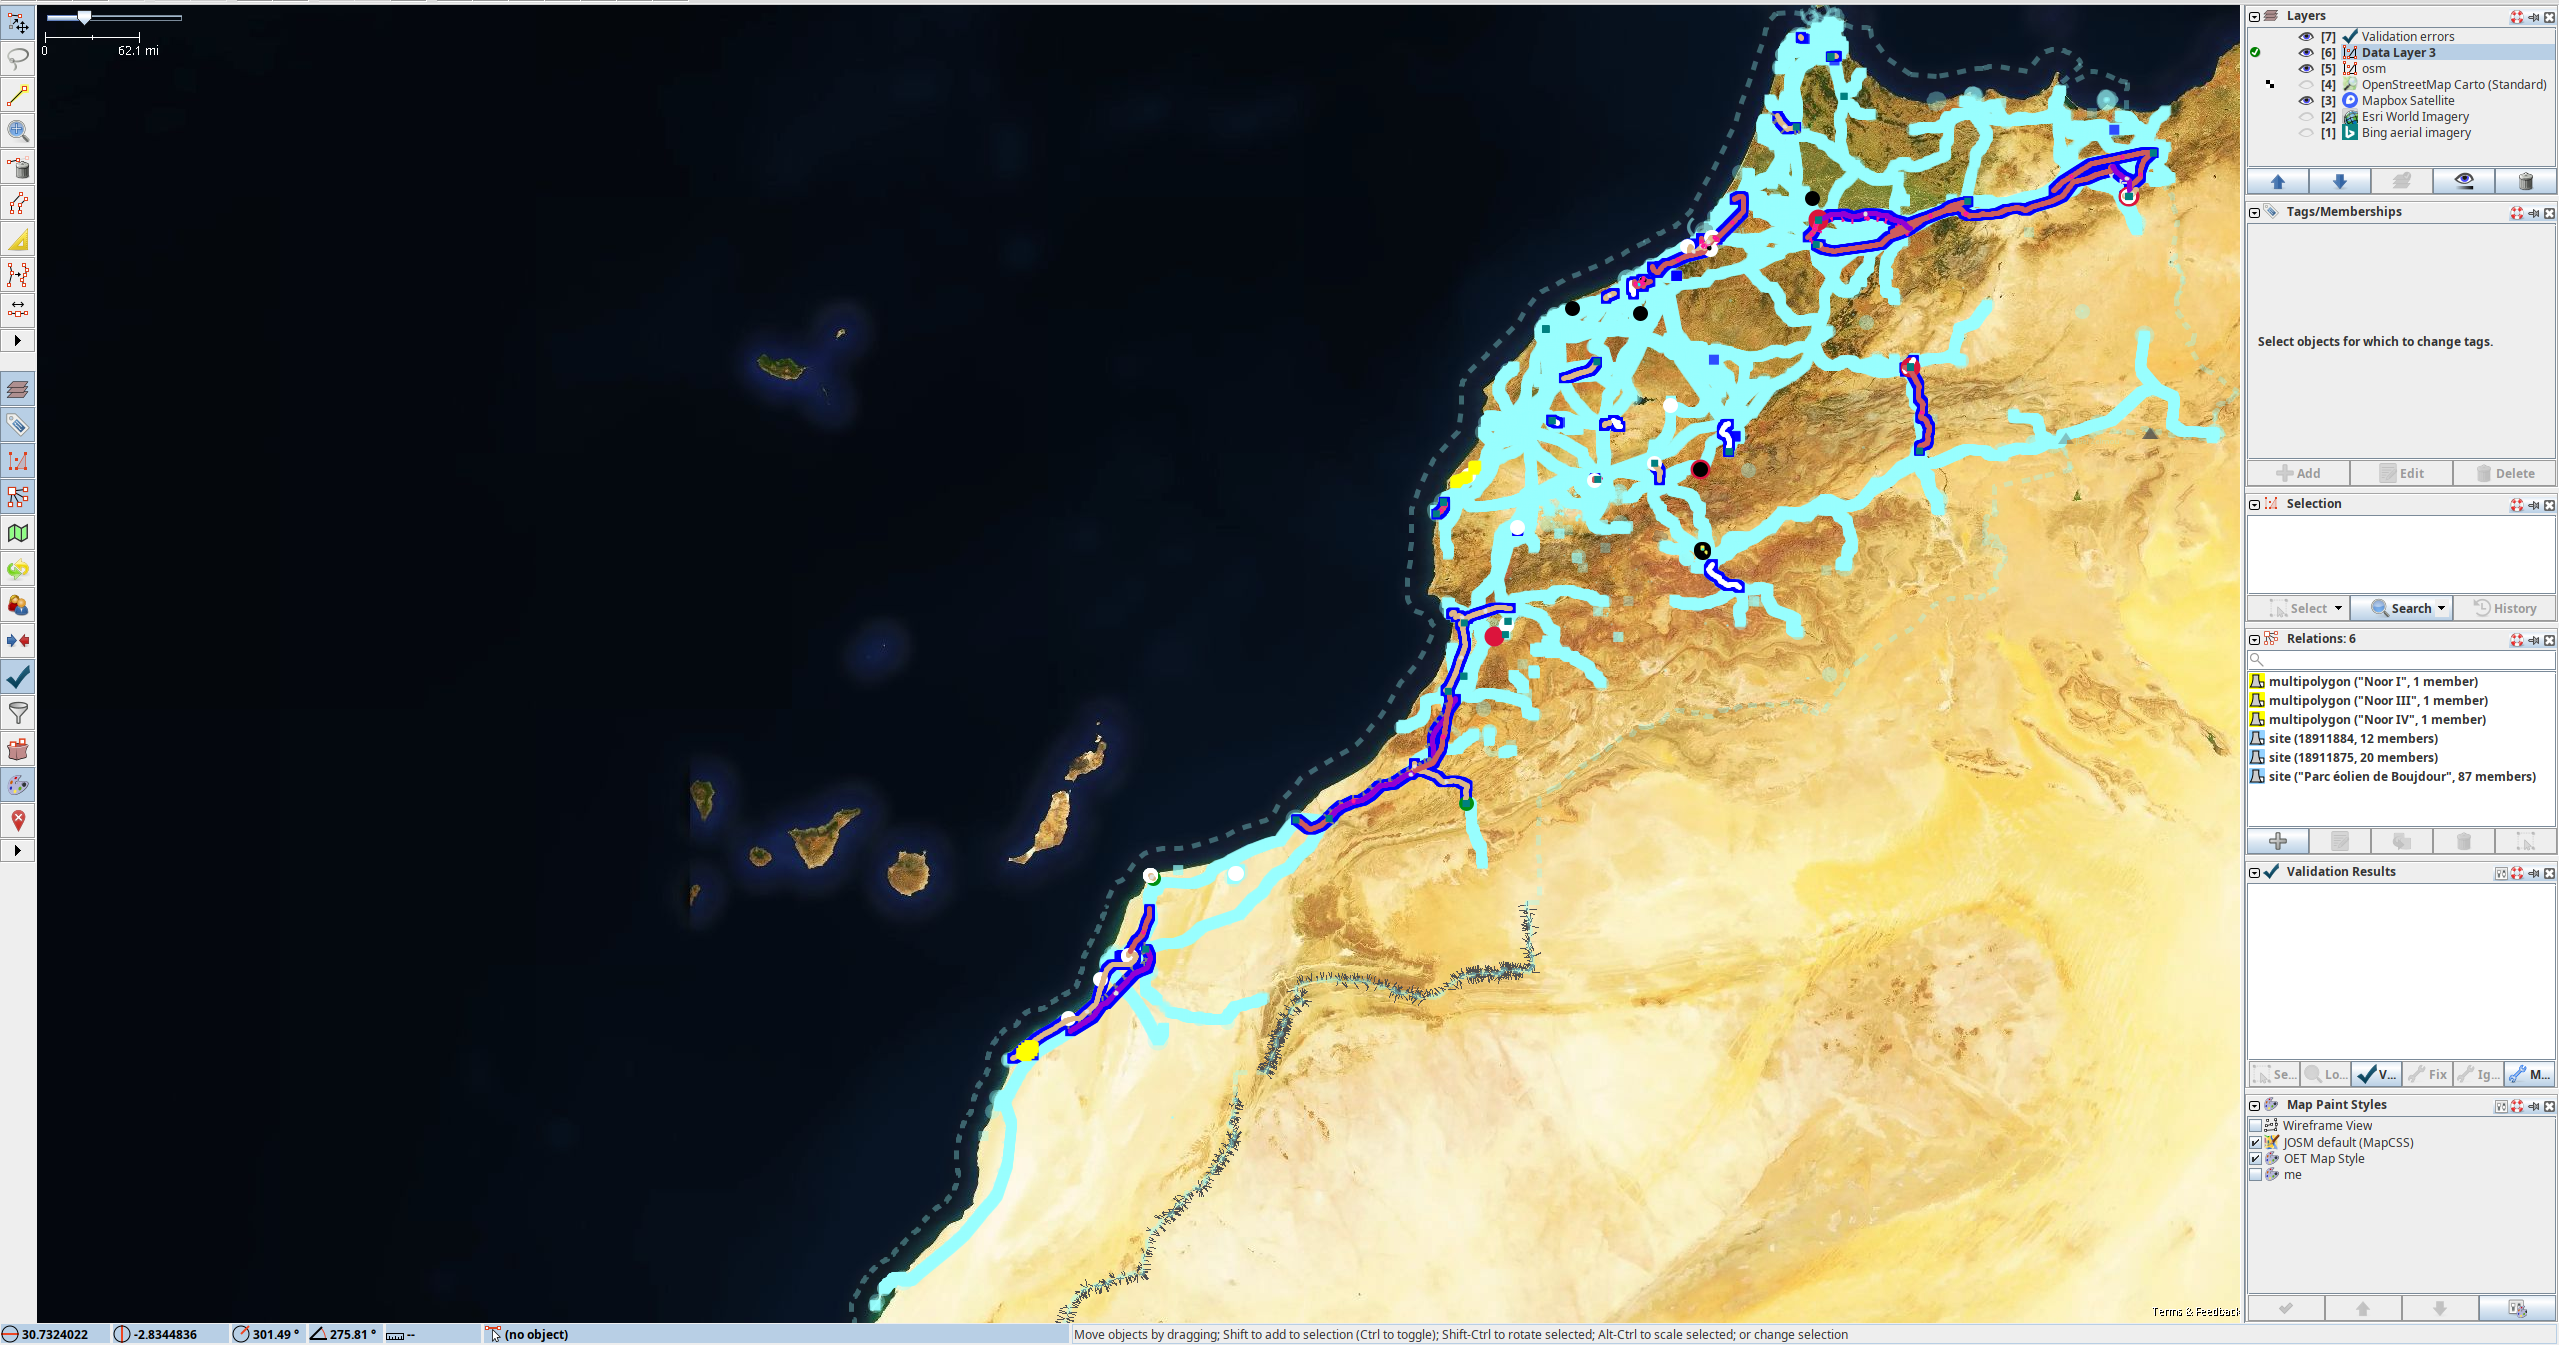 0 62.1 mi
Layers
[7] Validation errors
[6] Data Layer 3
[5] osm
[4] OpenStreetMap Carto (Standard)
[3] Mapbox Satellite
[2] Esri World Imagery
[1] Bing aerial imagery
Tags/Memberships
Select objects for which to change tags.
Add Edit Delete
Selection
Select Search History
Relations: 6
multipolygon ("Noor I", 1 member)
multipolygon ("Noor III", 1 member)
multipolygon ("Noor IV", 1 member)
site (18911884, 12 members)
site (18911875, 20 members)
site ("Parc éolien de Boujdour", 87 members)
Validation Results
Se... Lo... V... Fix Ig... M...
Map Paint Styles
Wireframe View
JOSM default (MapCSS)
OET Map Style
me
Terms & Feedback
30.7324022 -2.8344836 301.49 ° 275.81 ° -- (no object) Move objects by dragging; Shift to add to selection (Ctrl to toggle); Shift-Ctrl to rotate selected; Alt-Ctrl to scale selected; or change selection